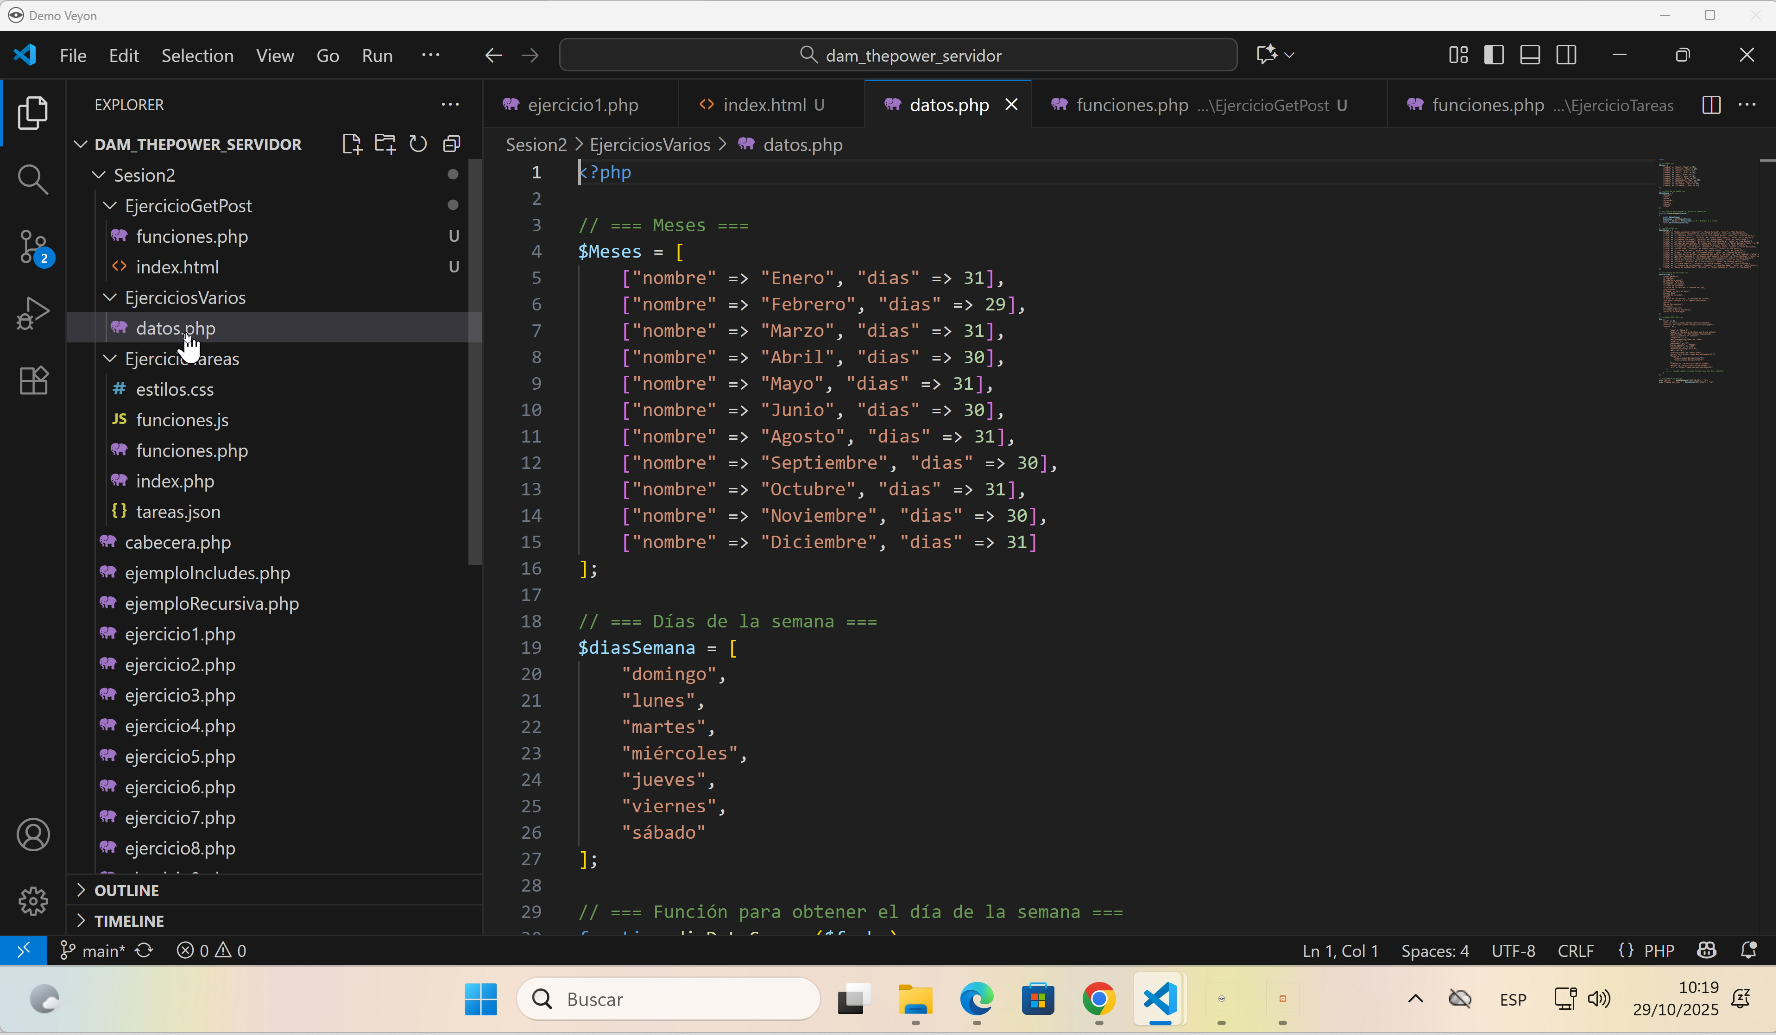 Demo Veyon
File Edit Selection View Go Run ···
dam_thepower_servidor
EXPLORER
DAM_THEPOWER_SERVIDOR
Sesion2
EjercicioGetPost
funciones.php U
index.html U
EjerciciosVarios
datos.php
estilos.css
JS funciones.js
funciones.php
index.php
{} tareas.json
cabecera.php
ejemploIncludes.php
ejemploRecursiva.php
ejercicio1.php
ejercicio2.php
ejercicio3.php
ejercicio4.php
ejercicio5.php
ejercicio6.php
ejercicio7.php
ejercicio8.php
OUTLINE
TIMELINE
ejercicio1.php index.html U datos.php funciones.php ...\EjercicioGetPost U funciones.php ...\EjercicioTareas
Sesion2 > EjerciciosVarios > datos.php
1 <?php
2
3 // === Meses ===
4 $Meses = [
5 ["nombre" => "Enero", "dias" => 31],
6 ["nombre" => "Febrero", "dias" => 29],
7 ["nombre" => "Marzo", "dias" => 31],
8 ["nombre" => "Abril", "dias" => 30],
9 ["nombre" => "Mayo", "dias" => 31],
10 ["nombre" => "Junio", "dias" => 30],
11 ["nombre" => "Agosto", "dias" => 31],
12 ["nombre" => "Septiembre", "dias" => 30],
13 ["nombre" => "Octubre", "dias" => 31],
14 ["nombre" => "Noviembre", "dias" => 30],
15 ["nombre" => "Diciembre", "dias" => 31]
16 ];
17
18 // === Días de la semana ===
19 $diasSemana = [
20 "domingo",
21 "lunes",
22 "martes",
23 "miércoles",
24 "jueves",
25 "viernes",
26 "sábado"
27 ];
28
29 // === Función para obtener el día de la semana ===
2
main* 0 0 Ln 1, Col 1 Spaces: 4 UTF-8 CRLF {} PHP
Buscar
ESP
10:19
29/10/2025